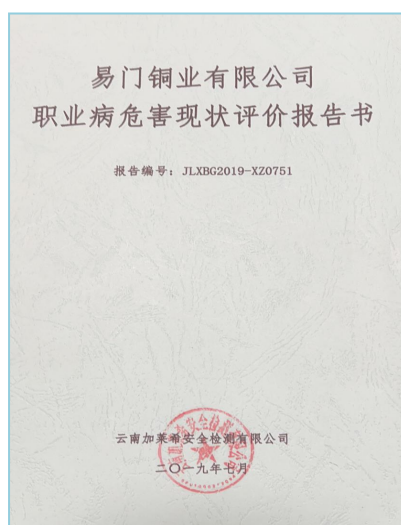 易门铜业有限公司
职业病危害现状评价报告书
报告编号：JLXBG2019-XZ0751
云南加莱希安全检测有限公司
二〇一九年七月